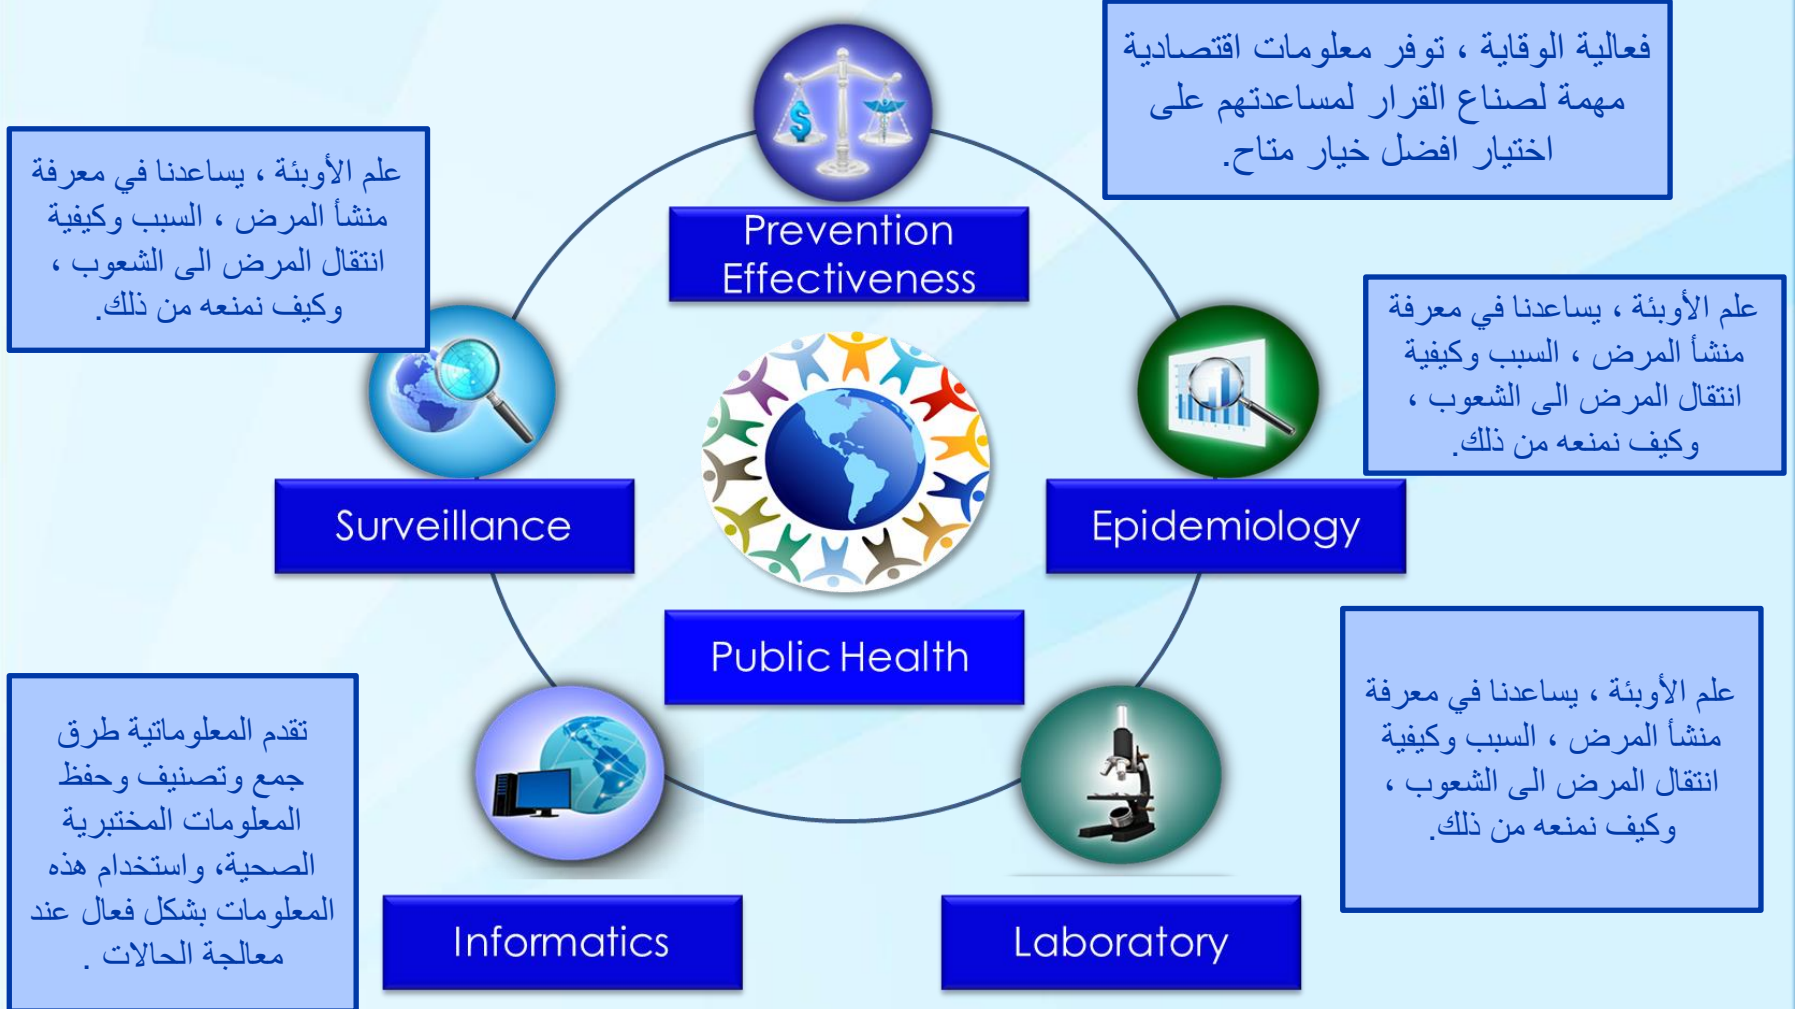 فعالية الوقاية ، توفر معلومات اقتصادية
مهمة لصناع القرار لمساعدتهم على
اختيار افضل خيار متاح.
Prevention
Effectiveness
علم الأوبئة ، يساعدنا في معرفة
منشأ المرض ، السبب وكيفية
انتقال المرض الى الشعوب ،
وكيف نمنعه من ذلك.
Surveillance
علم الأوبئة ، يساعدنا في معرفة
منشأ المرض ، السبب وكيفية
انتقال المرض الى الشعوب ،
وكيف نمنعه من ذلك.
Epidemiology
Public Health
تقدم المعلوماتية طرق
جمع وتصنيف وحفظ
المعلومات المختبرية
الصحية، واستخدام هذه
المعلومات بشكل فعال عند
معالجة الحالات .
Informatics
علم الأوبئة ، يساعدنا في معرفة
منشأ المرض ، السبب وكيفية
انتقال المرض الى الشعوب ،
وكيف نمنعه من ذلك.
Laboratory
$